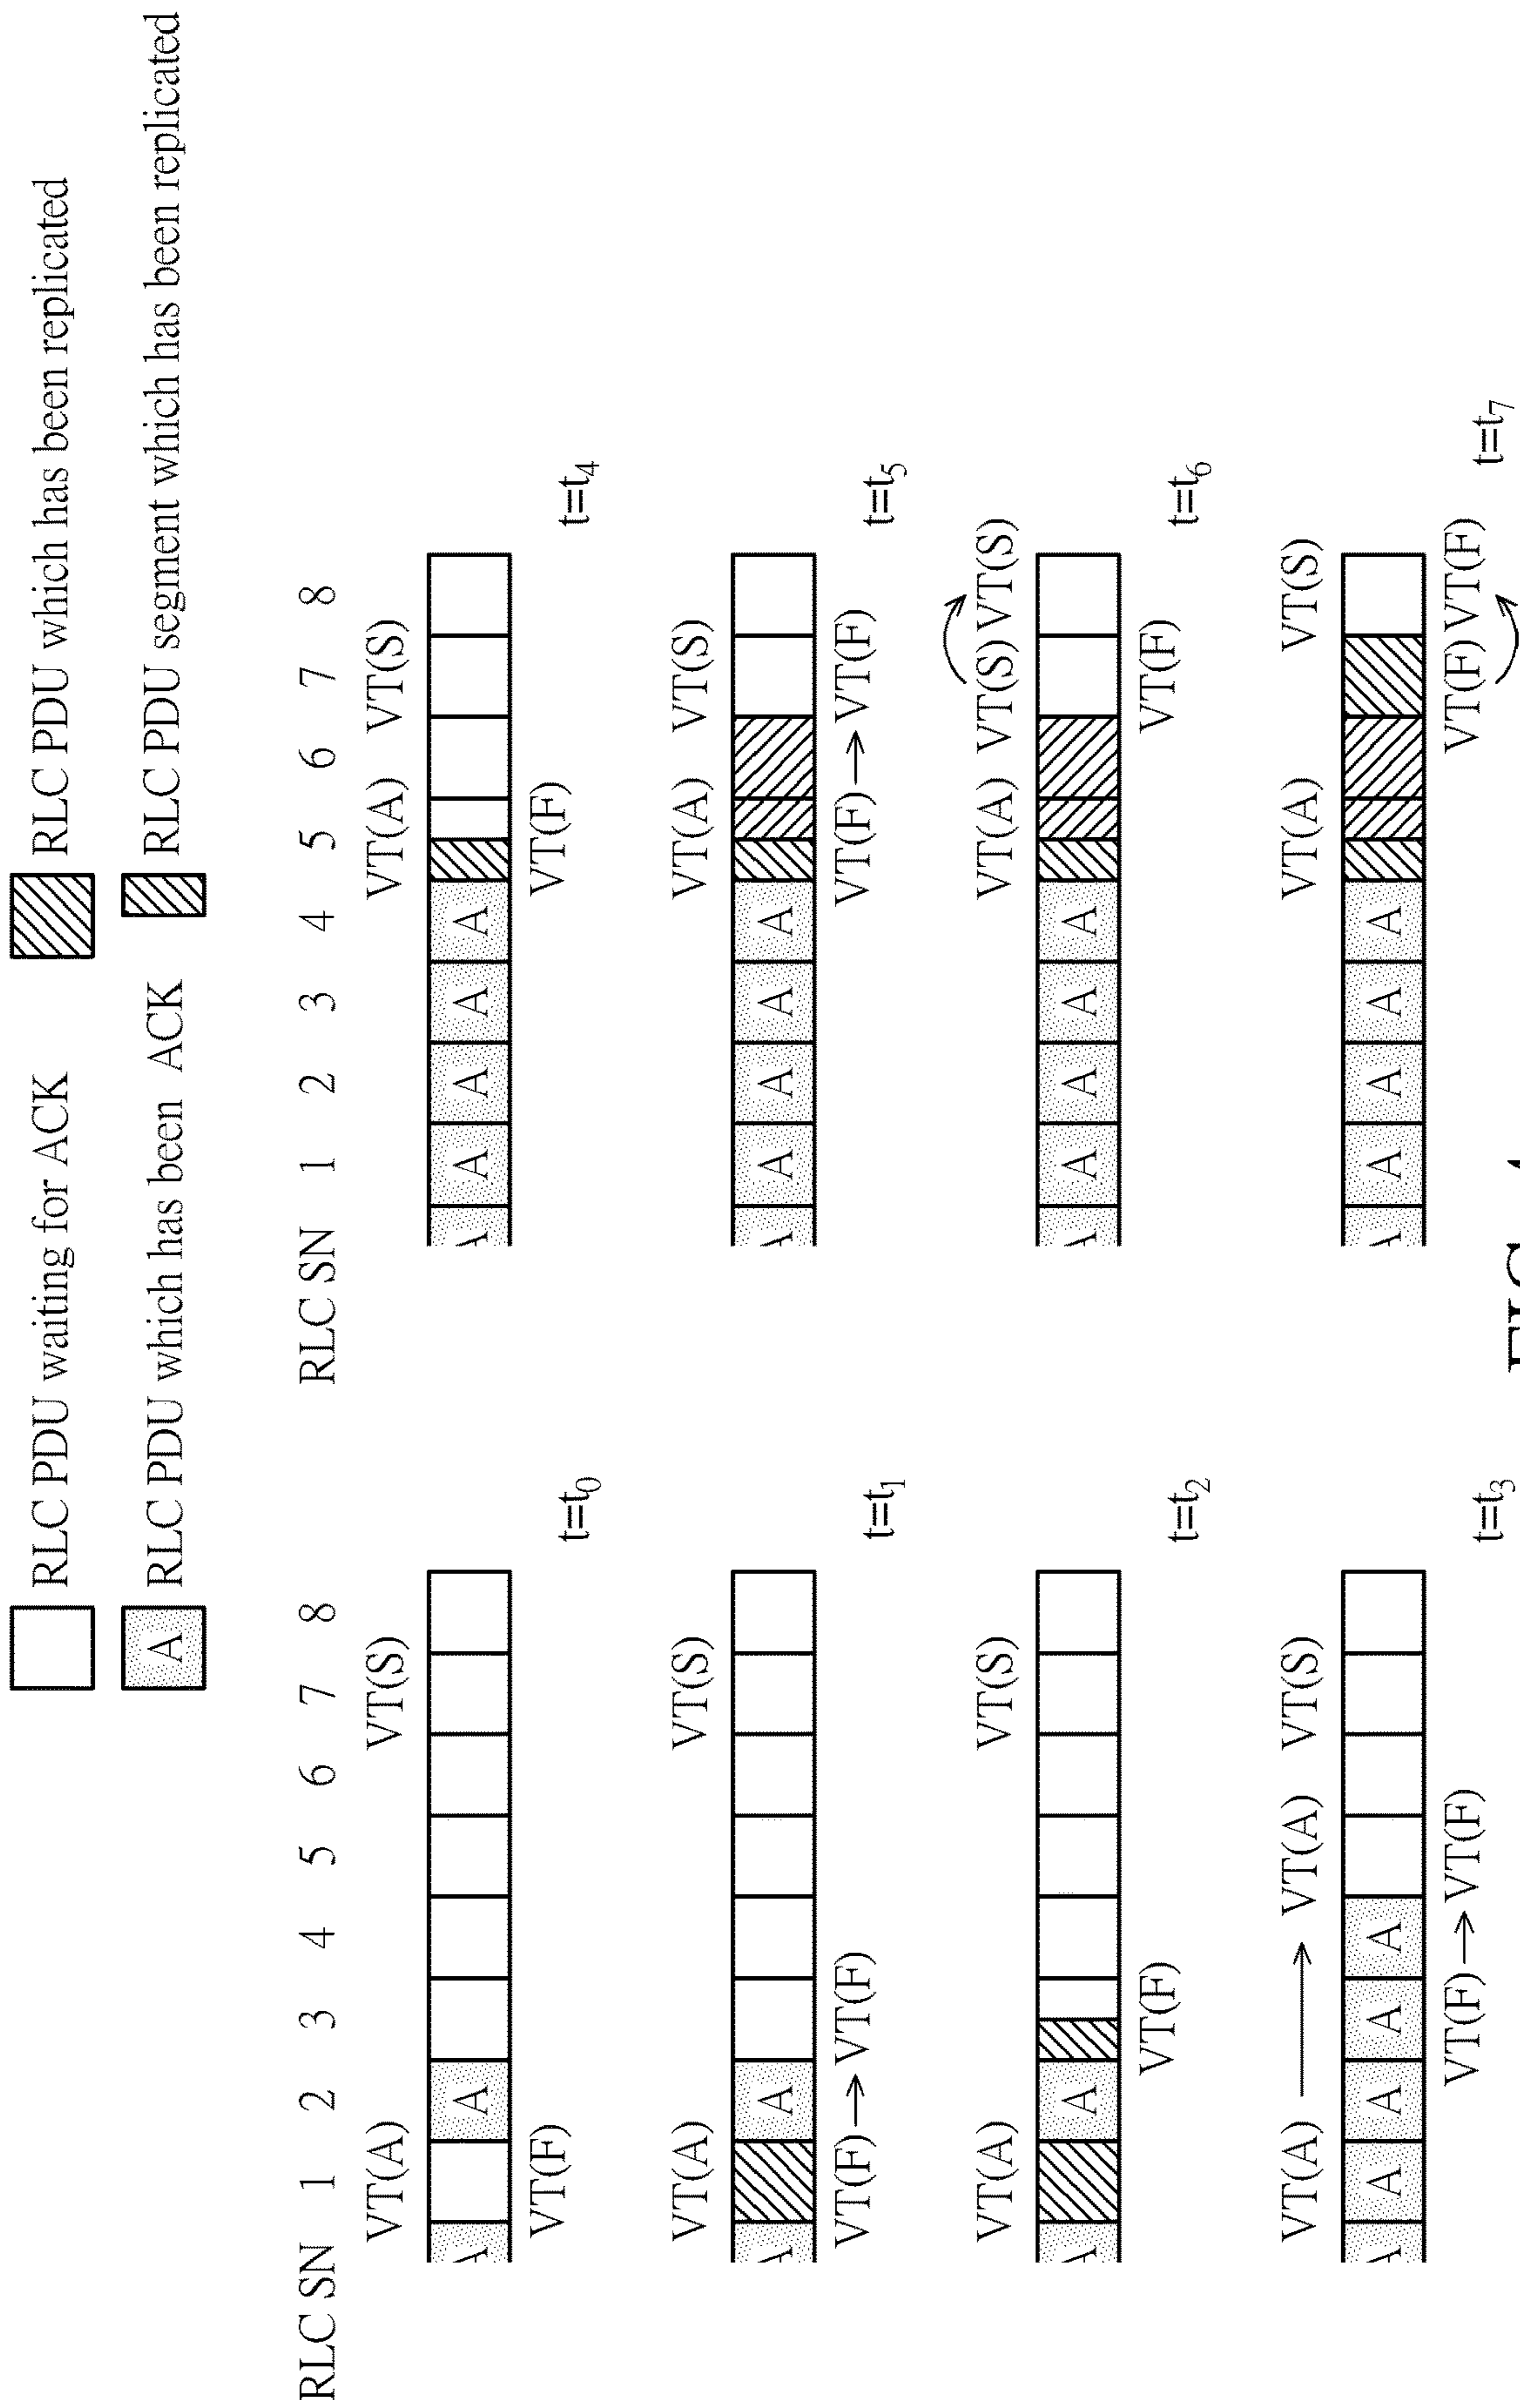 RLC PDU waiting for ACK
RLC PDU which has been replicated
A RLC PDU which has been ACK
RLC PDU segment which has been replicated
RLC SN 1 2 3 4 5 6 7 8
VT(A) VT(S)
A
VT(F)
t=t0
VT(A) VT(S)
A
VT(F) → VT(F)
t=t1
VT(A) VT(S)
A
VT(F)
t=t2
VT(A) → VT(A) VT(S)
A A A A
VT(F) → VT(F)
t=t3
RLC SN 1 2 3 4 5 6 7 8
VT(A) VT(S)
A A A A
VT(F)
t=t4
VT(A) VT(S)
A A A A
VT(F) → VT(F)
t=t5
VT(A) VT(S) VT(S)
A A A A
VT(F)
t=t6
VT(A) VT(S)
A A A A
VT(F) VT(F)
t=t7